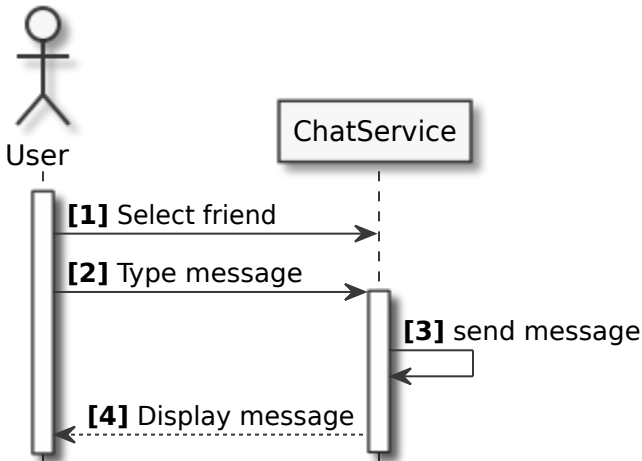 User
ChatService
[1] Select friend
[2] Type message
[3] send message
[4] Display message